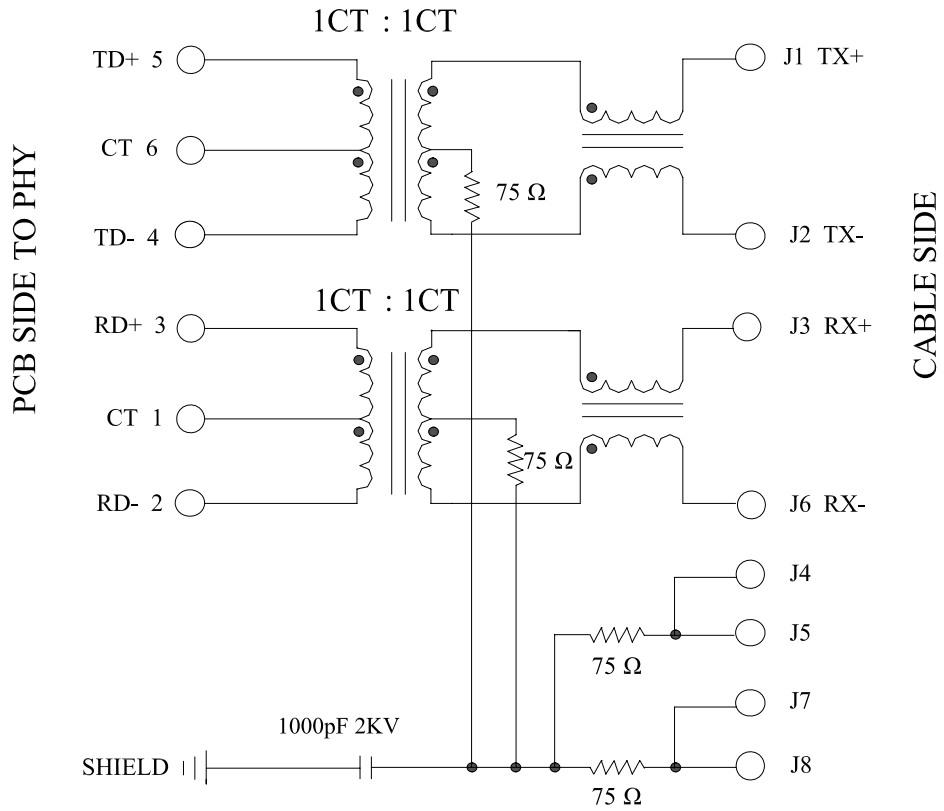 1CT : 1CT
TD+ 5
J1 TX+
CT 6
75 Ω
TD- 4
J2 TX-
PCB SIDE TO PHY
CABLE SIDE
1CT : 1CT
RD+ 3
J3 RX+
CT 1
75 Ω
RD- 2
J6 RX-
J4
J5
75 Ω
J7
1000pF 2KV
SHIELD
J8
75 Ω